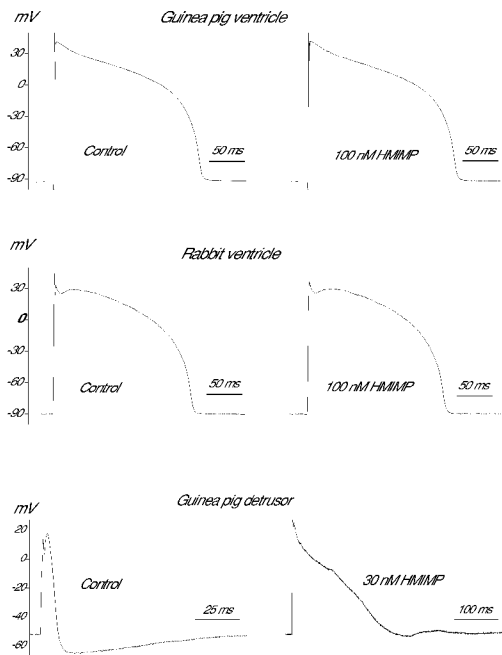 mV
Guinea pig ventricle
30
0
-30
-60
-90
Control
50 ms
100 nM HMIMP
50 ms
mV
Rabbit ventricle
30
0
-30
-60
-90
Control
50 ms
100 nM HMIMP
50 ms
Guinea pig detrusor
mV
20
0
-20
-40
-60
Control
25 ms
30 nM HMIMP
100 ms